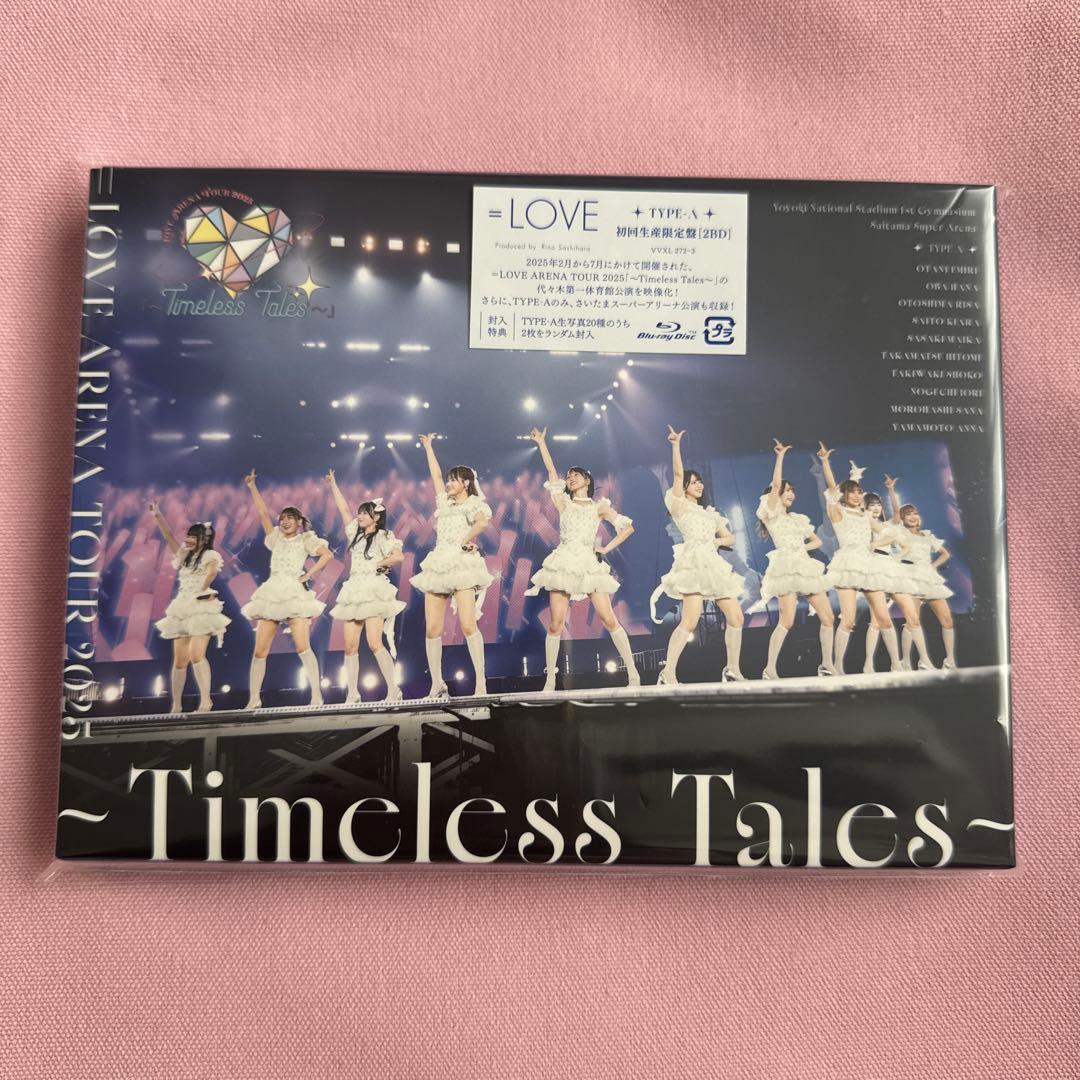 =LOVE ARENA TOUR 2025
=LOVE ARENA TOUR 2025
「~Timeless Tales~」
=LOVE
Produced by Rino Sashihara
TYPE-A
初回生産限定盤[2BD]
VVXL 272-3
2025年2月から7月にかけて開催された、
=LOVE ARENA TOUR 2025「~Timeless Tales~」の
代々木第一体育館公演を映像化!
さらに、TYPE-Aのみ、さいたまスーパーアリーナ公演も収録!
封入
特典
TYPE-A生写真20種のうち
2枚をランダム封入
Blu-ray Disc TM
プラ
Yoyogi National Stadium 1st Gymnasium
Saitama Super Arena
TYPE-A
OTANI EMIRI
OBA HANA
OTOSHIMA RISA
SAITO KIARA
SASAKI MAIKA
TAKAMATSU HITOMI
TAKIWAKI SHOKO
NOGUCHI IORI
MOROHASHI SANA
YAMAMOTO ANNA
~Timeless Tales~